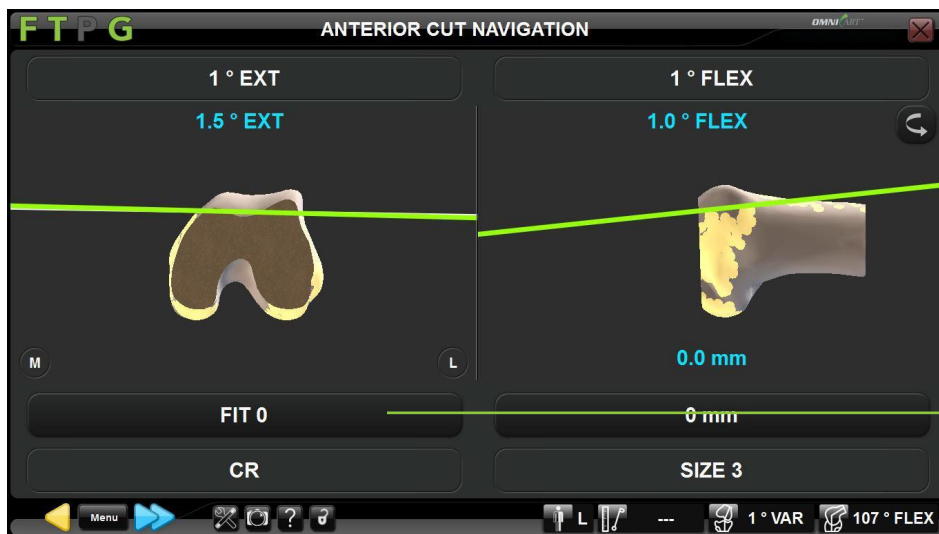 F T P G
ANTERIOR CUT NAVIGATION
OMNI
1 ° EXT
1 ° FLEX
1.5 ° EXT
1.0 ° FLEX
M
L
0.0 mm
FIT 0
0 mm
CR
SIZE 3
Menu
?
L
---
1 ° VAR
107 ° FLEX